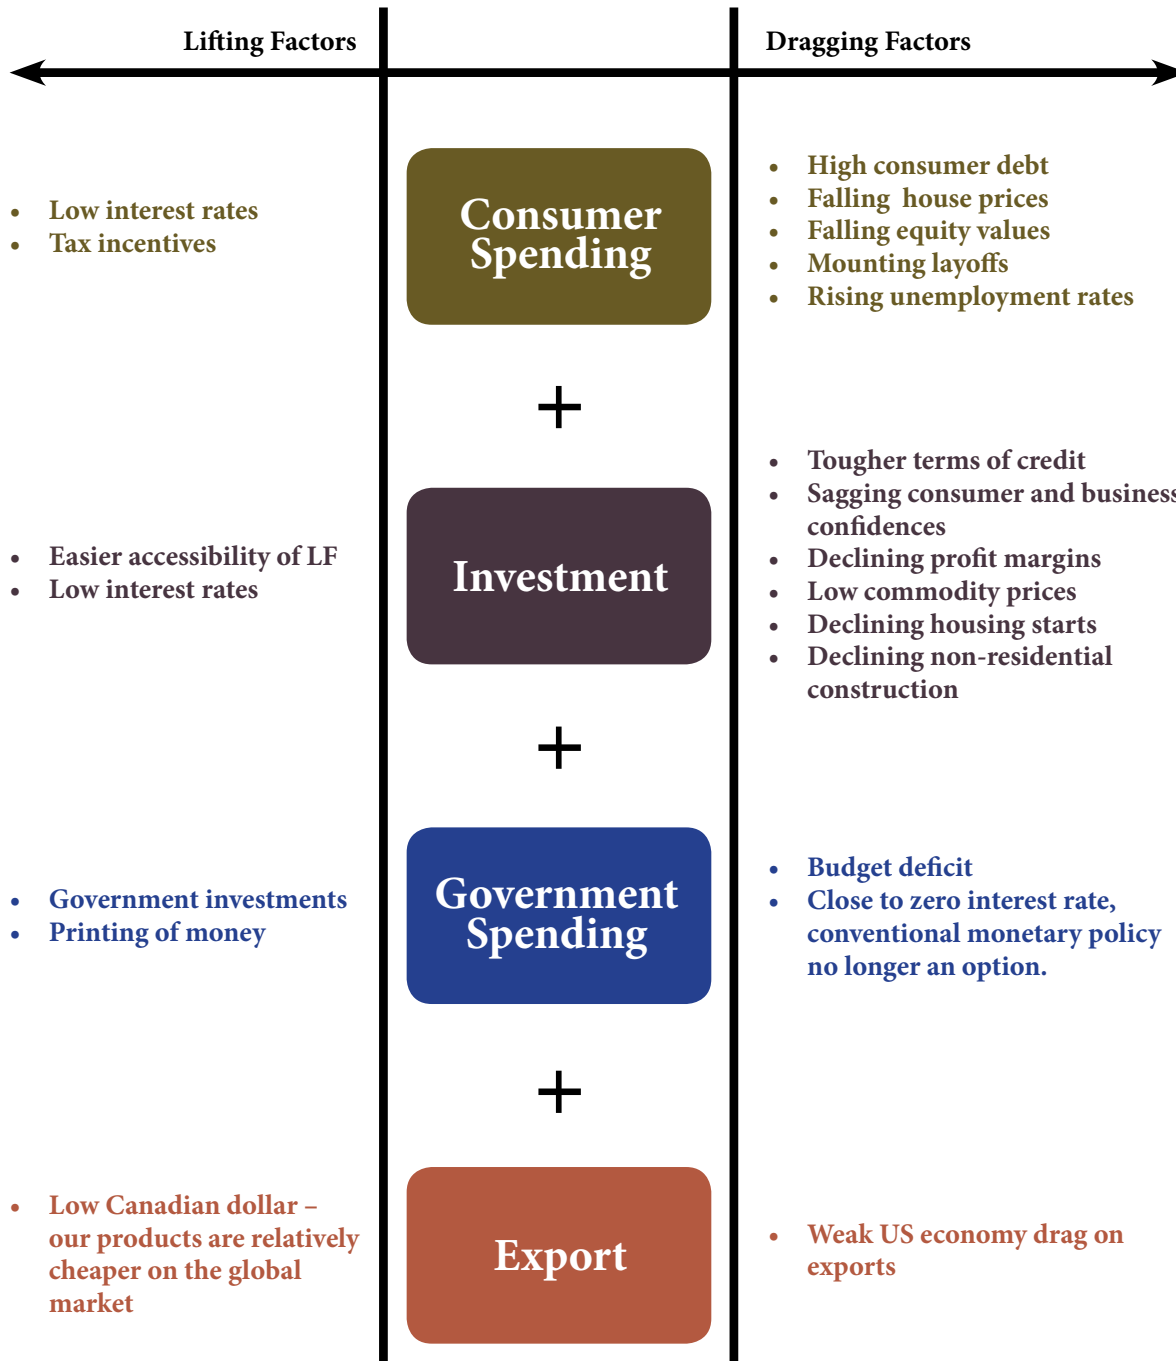 Lifting Factors
Dragging Factors
• Low interest rates
• Tax incentives
Consumer
Spending
• High consumer debt
• Falling house prices
• Falling equity values
• Mounting layoffs
• Rising unemployment rates
+
• Easier accessibility of LF
• Low interest rates
Investment
• Tougher terms of credit
• Sagging consumer and business
confidences
• Declining profit margins
• Low commodity prices
• Declining housing starts
• Declining non-residential
construction
+
• Government investments
• Printing of money
Government
Spending
• Budget deficit
• Close to zero interest rate,
conventional monetary policy
no longer an option.
+
• Low Canadian dollar –
our products are relatively
cheaper on the global
market
Export
• Weak US economy drag on
exports